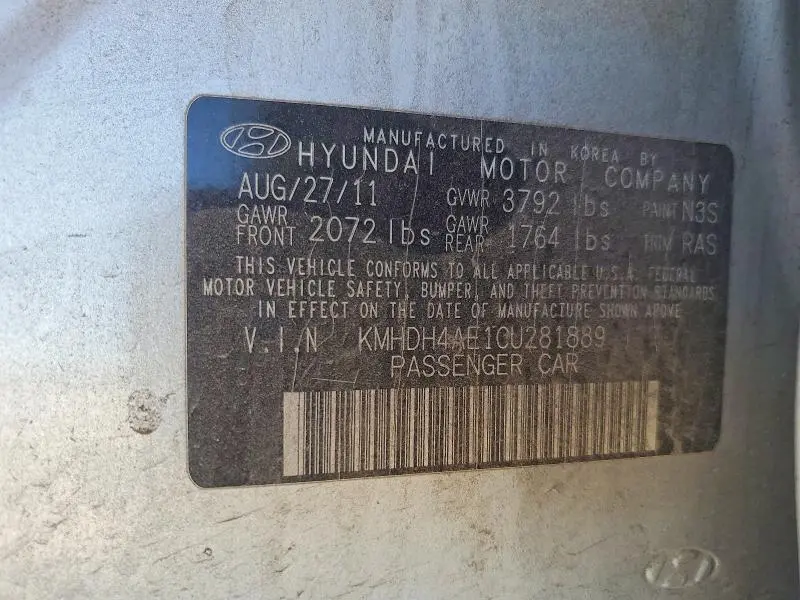 MANUFACTURED IN KOREA BY
HYUNDAI MOTOR COMPANY
AUG/27/11 GVWR 3792 lbs PAINT N3S
GAWR FRONT 2072 lbs GAWR REAR 1764 lbs TRIM RAS
THIS VEHICLE CONFORMS TO ALL APPLICABLE U.S.A. FEDERAL
MOTOR VEHICLE SAFETY, BUMPER, AND THEFT PREVENTION STANDARDS
IN EFFECT ON THE DATE OF MANUFACTURE SHOWN ABOVE
V.I.N KMHDH4AE1CU281889
PASSENGER CAR